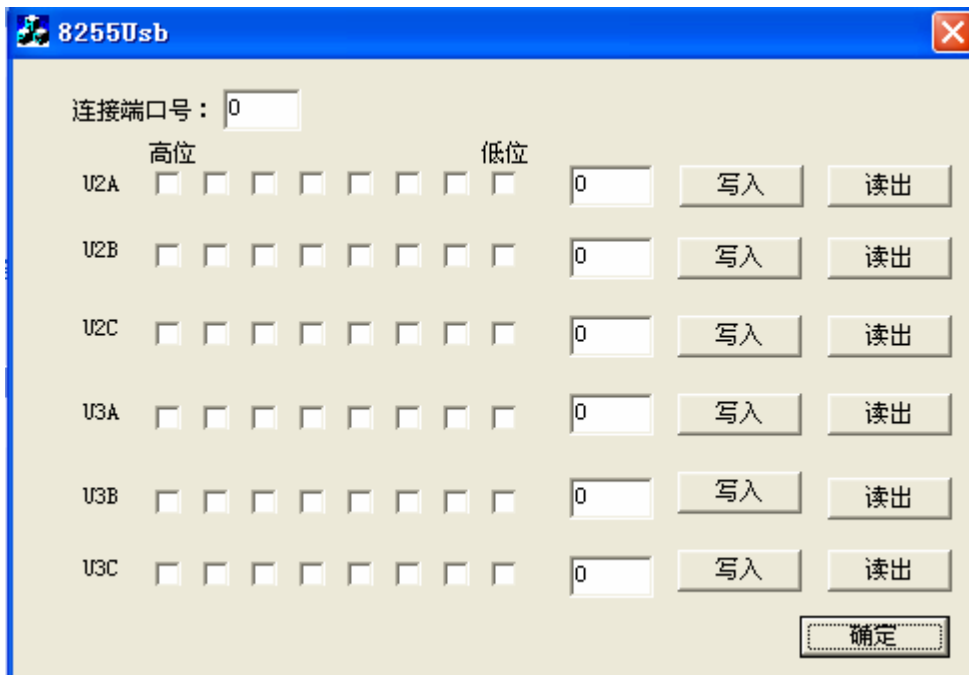 8255Usb
连接端口号： 0
高位 低位
U2A 0 写入 读出
U2B 0 写入 读出
U2C 0 写入 读出
U3A 0 写入 读出
U3B 0 写入 读出
U3C 0 写入 读出
确定